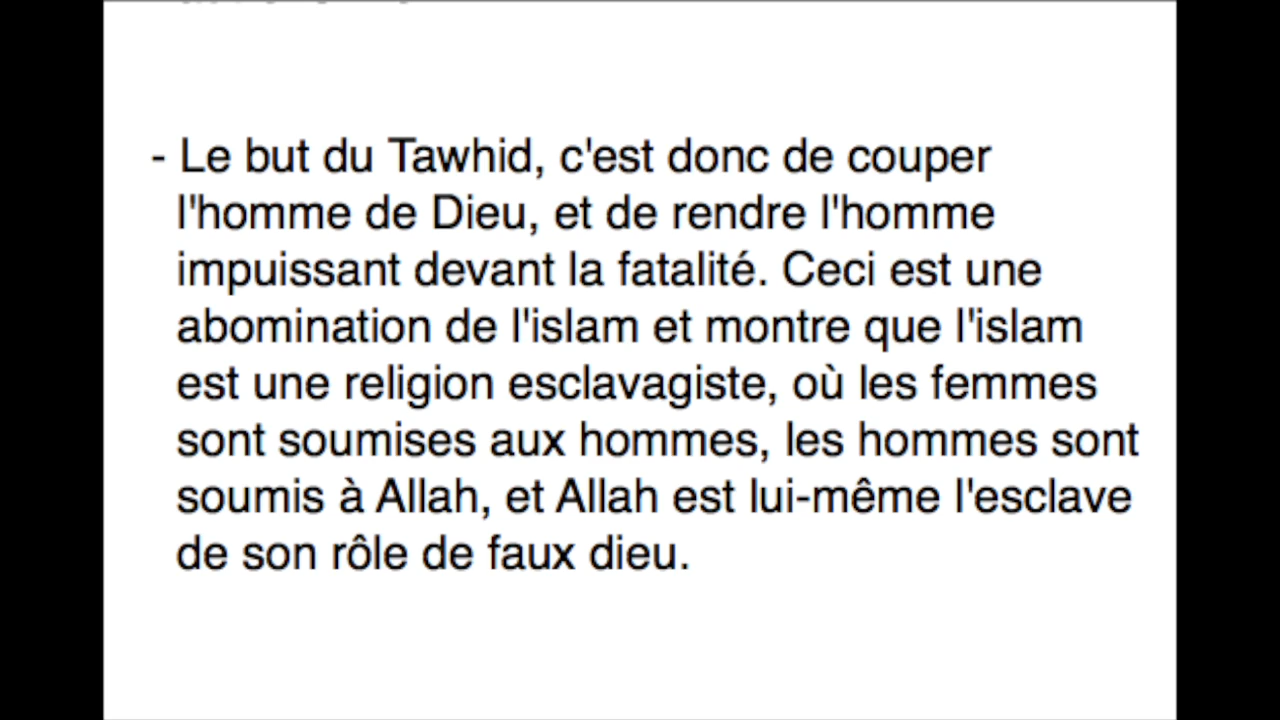 - Le but du Tawhid, c'est donc de couper
l'homme de Dieu, et de rendre l'homme
impuissant devant la fatalité. Ceci est une
abomination de l'islam et montre que l'islam
est une religion esclavagiste, où les femmes
sont soumises aux hommes, les hommes sont
soumis à Allah, et Allah est lui-même l'esclave
de son rôle de faux dieu.